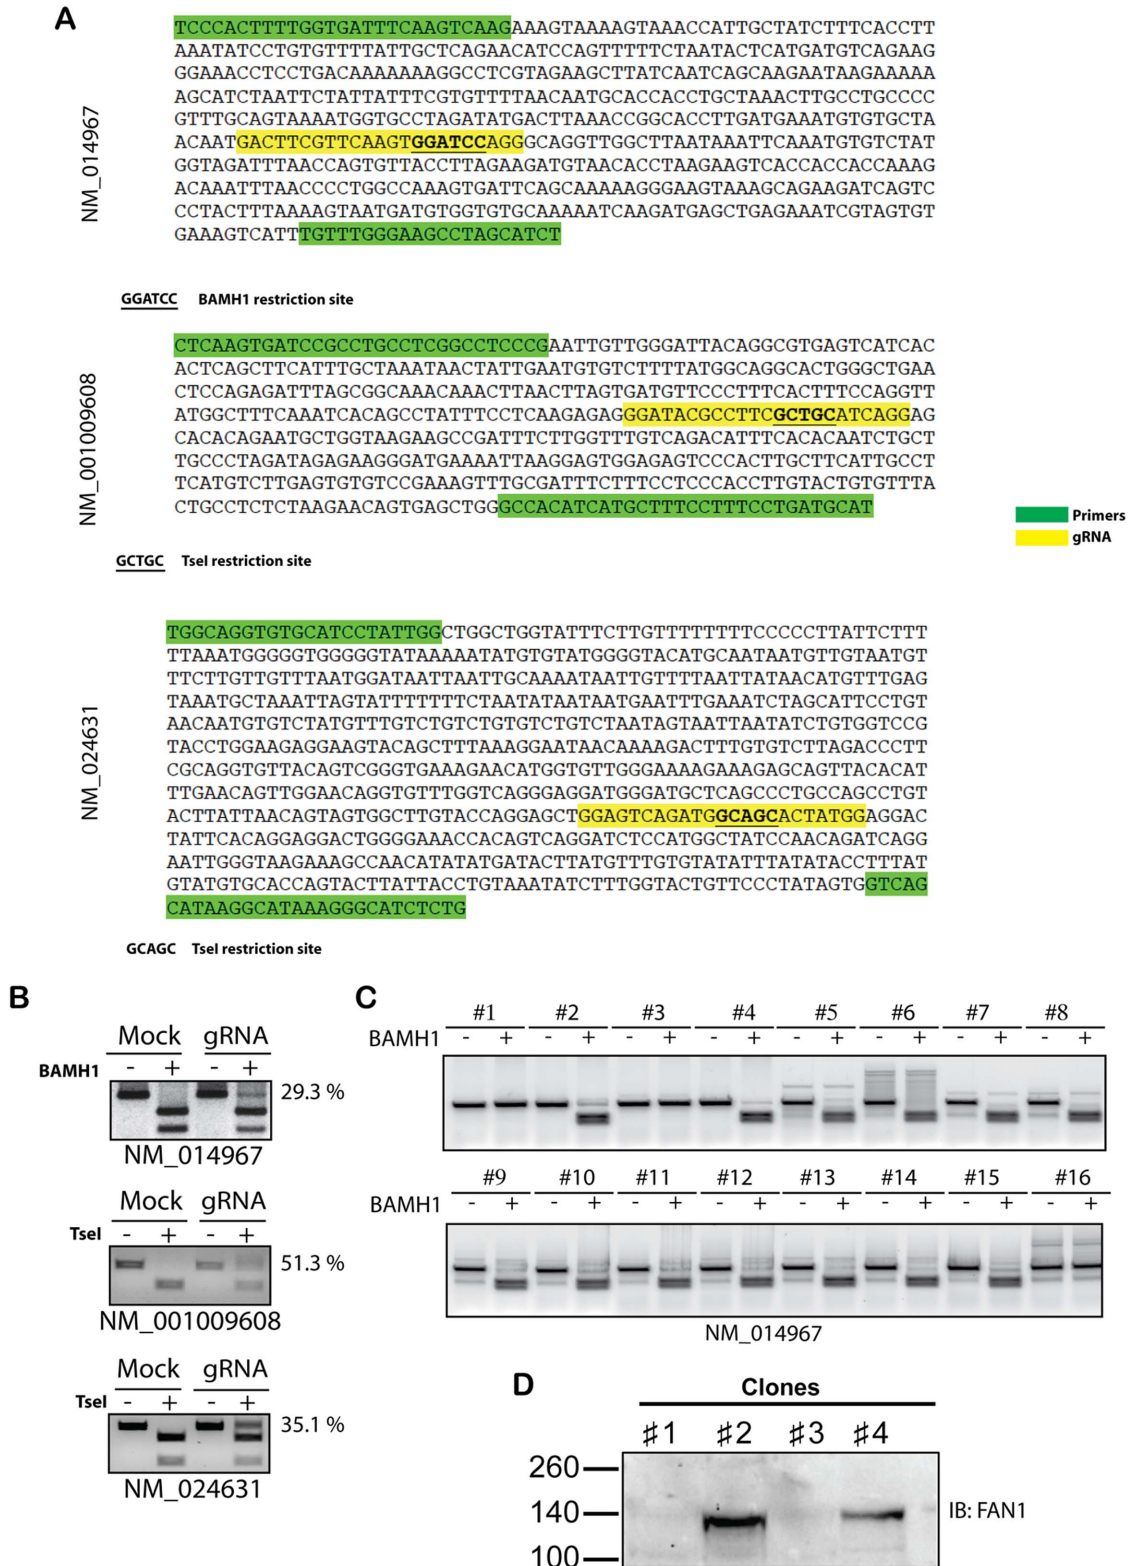 A
TCCCACTTTTGGTGATTTCAAGTCAAGAAAGTAAAAGTAAACCATTGCTATCTTTCACCTT
AAATATCCTGTGTTTTATTGCTCAGAACATCCAGTTTTTCTAATACTCATGATGTCAGAAG
GGAAACCTCCTGACAAAAAAAGGCCTCGTAGAAGCTTATCAATCAGCAAGAATAAGAAAAA
AGCATCTAATTCTATTATTTCGTGTTTTAACAATGCACCACCTGCTAAACTTGCCTGCCCC
GTTTGCAGTAAAATGGTGCCTAGATATGACTTAAACCGGCACCTTGATGAAATGTGTGCTA
ACAATGACTTCGTTCAAGTGGATCCAGGGCAGGTTGGCTTAATAAATTCAAATGTGTCTAT
GGTAGATTTAACCAGTGTTACCTTAGAAGATGTAACACCTAAGAAGTCACCACCACCAAAG
ACAAATTTAACCCCTGGCCAAAGTGATTCAGCAAAAAGGGAAGTAAAGCAGAAGATCAGTC
CCTACTTTAAAAGTAATGATGTGGTGTGCAAAAATCAAGATGAGCTGAGAAATCGTAGTGT
GAAAGTCATTTGTTTGGGAAGCCTAGCATCT
NM_014967
GGATCC BAMH1 restriction site
CTCAAGTGATCCGCCTGCCTCGGCCTCCCGAATTGTTGGGATTACAGGCGTGAGTCATCAC
ACTCAGCTTCATTTGCTAAATAACTATTGAATGTGTCTTTTATGGCAGGCACTGGGCTGAA
CTCCAGAGATTTAGCGGCAAACAAACTTAACTTAGTGATGTTCCCTTTCACTTTCCAGGTT
ATGGCTTTCAAATCACAGCCTATTTCCTCAAGAGAGGGATACGCCTTCGCTGCATCAGGAG
CACACAGAATGCTGGTAAGAAGCCGATTTCTTGGTTTGTCAGACATTTCACACAATCTGCT
TGCCCTAGATAGAGAAGGGATGAAAATTAAGGAGTGGAGAGTCCCACTTGCTTCATTGCCT
TCATGTCTTGAGTGTGTCCGAAAGTTTGCGATTTCTTTCCTCCCACCTTGTACTGTGTTTA
CTGCCTCTCTAAGAACAGTGAGCTGGGCCACATCATGCTTTCCTTTCCTGATGCAT
NM_001009608
Primers
gRNA
GCTGC TseI restriction site
TGGCAGGTGTGCATCCTATTGGCTGGCTGGTATTTCTTGTTTTTTTTTCCCCCTTATTCTTT
TTAAATGGGGGTGGGGGTATAAAAATATGTGTATGGGGTACATGCAATAATGTTGTAATGT
TTCTTGTTGTTTAATGGATAATTAATTGCAAAATAATTGTTTTAATTATAACATGTTTGAG
TAAATGCTAAATTAGTATTTTTTTCTAATATAATAATGAATTTTGAAATCTAGCATTCCTGT
AACAATGTGTCTATGTTTGTCTGTCTGTGTCTGTCTAATAGTAATTAATATCTGTGGTCCG
TACCTGGAAGAGGAAGTACAGCTTTAAAGGAATAACAAAAGACTTTGTGTCTTAGACCCTT
CGCAGGTGTTACAGTCGGGTGAAAGAACATGGTGTTGGGAAAAGAAAGAGCAGTTACACAT
TTGAACAGTTGGAACAGGTGTTTGGTCAGGGAGGATGGGATGCTCAGCCCTGCCAGCCTGT
ACTTATTAACAGTAGTGGCTTGTACCAGGAGCTGGAGTCAGATGGCAGCACTATGGAGGAC
TATTCACAGGAGGACTGGGGAAACCACAGTCAGGATCTCCATGGCTATCCAACAGATCAGG
AATTGGGTAAGAAAGCCAACATATATGATACTTATGTTTGTGTATATTTATATACCTTTAT
GTATGTGCACCAGTACTTATTACCTGTAAATATCTTTGGTACTGTTCCCTATAGTGGTCAG
CATAAGGCATAAAGGGCATCTCTG
NM_024631
GCAGC TseI restriction site
B
Mock gRNA
BAMH1 - + - +
29.3 %
NM_014967
Mock gRNA
TseI - + - +
51.3 %
NM_001009608
Mock gRNA
TseI - + - +
35.1 %
NM_024631
C
#1 #2 #3 #4 #5 #6 #7 #8
BAMH1 - + - + - + - + - + - + - + - +
#9 #10 #11 #12 #13 #14 #15 #16
BAMH1 - + - + - + - + - + - + - + - +
NM_014967
D
Clones
#1 #2 #3 #4
260
140
100
IB: FAN1